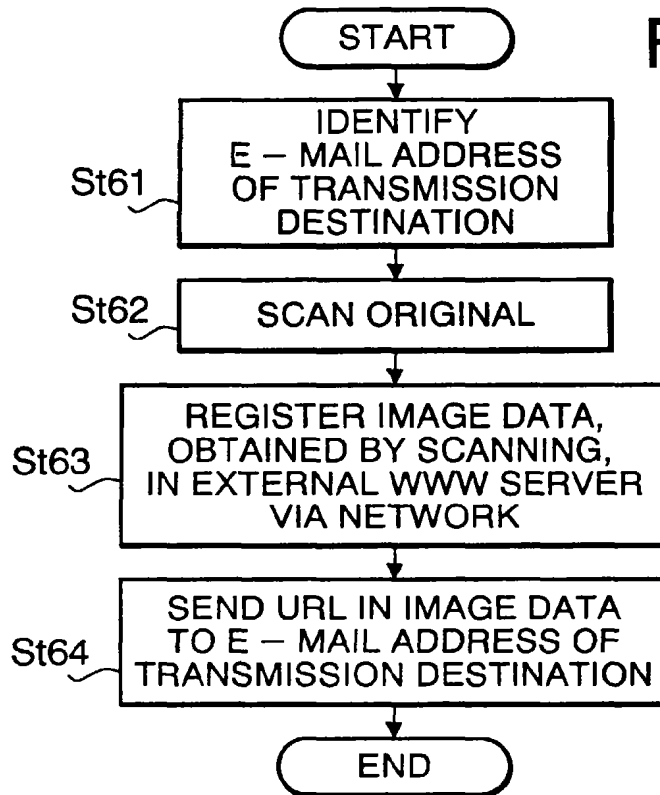 START
IDENTIFY
E – MAIL ADDRESS
OF TRANSMISSION
DESTINATION
St61
SCAN ORIGINAL
St62
REGISTER IMAGE DATA,
OBTAINED BY SCANNING,
IN EXTERNAL WWW SERVER
VIA NETWORK
St63
SEND URL IN IMAGE DATA
TO E – MAIL ADDRESS OF
TRANSMISSION DESTINATION
St64
END